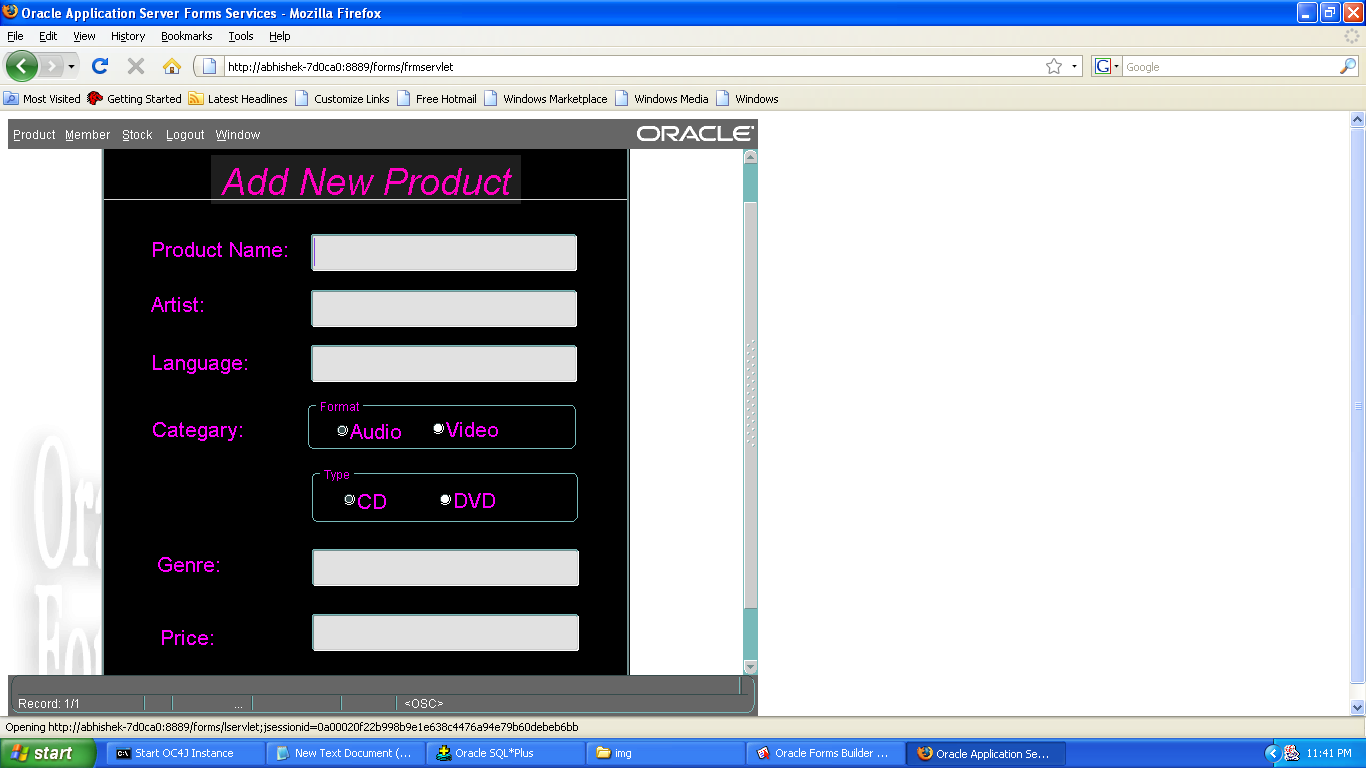 Oracle Application Server Forms Services - Mozilla Firefox
File Edit View History Bookmarks Tools Help
http://abhishek-7d0ca0:8889/forms/frmservlet
G Google
Most Visited Getting Started Latest Headlines Customize Links Free Hotmail Windows Marketplace Windows Media Windows
Product Member Stock Logout Window ORACLE
Add New Product
Product Name:
Artist:
Language:
Format
Categary: Audio Video
Type
CD DVD
Genre:
Price:
Record: 1/1 ... <OSC>
Opening http://abhishek-7d0ca0:8889/forms/lservlet;jsessionid=0a00020f22b998b9e1e638c4476a94e79b60debeb6bb
start Start OC4J Instance New Text Document (... Oracle SQL*Plus img Oracle Forms Builder ... Oracle Application Se... 11:41 PM